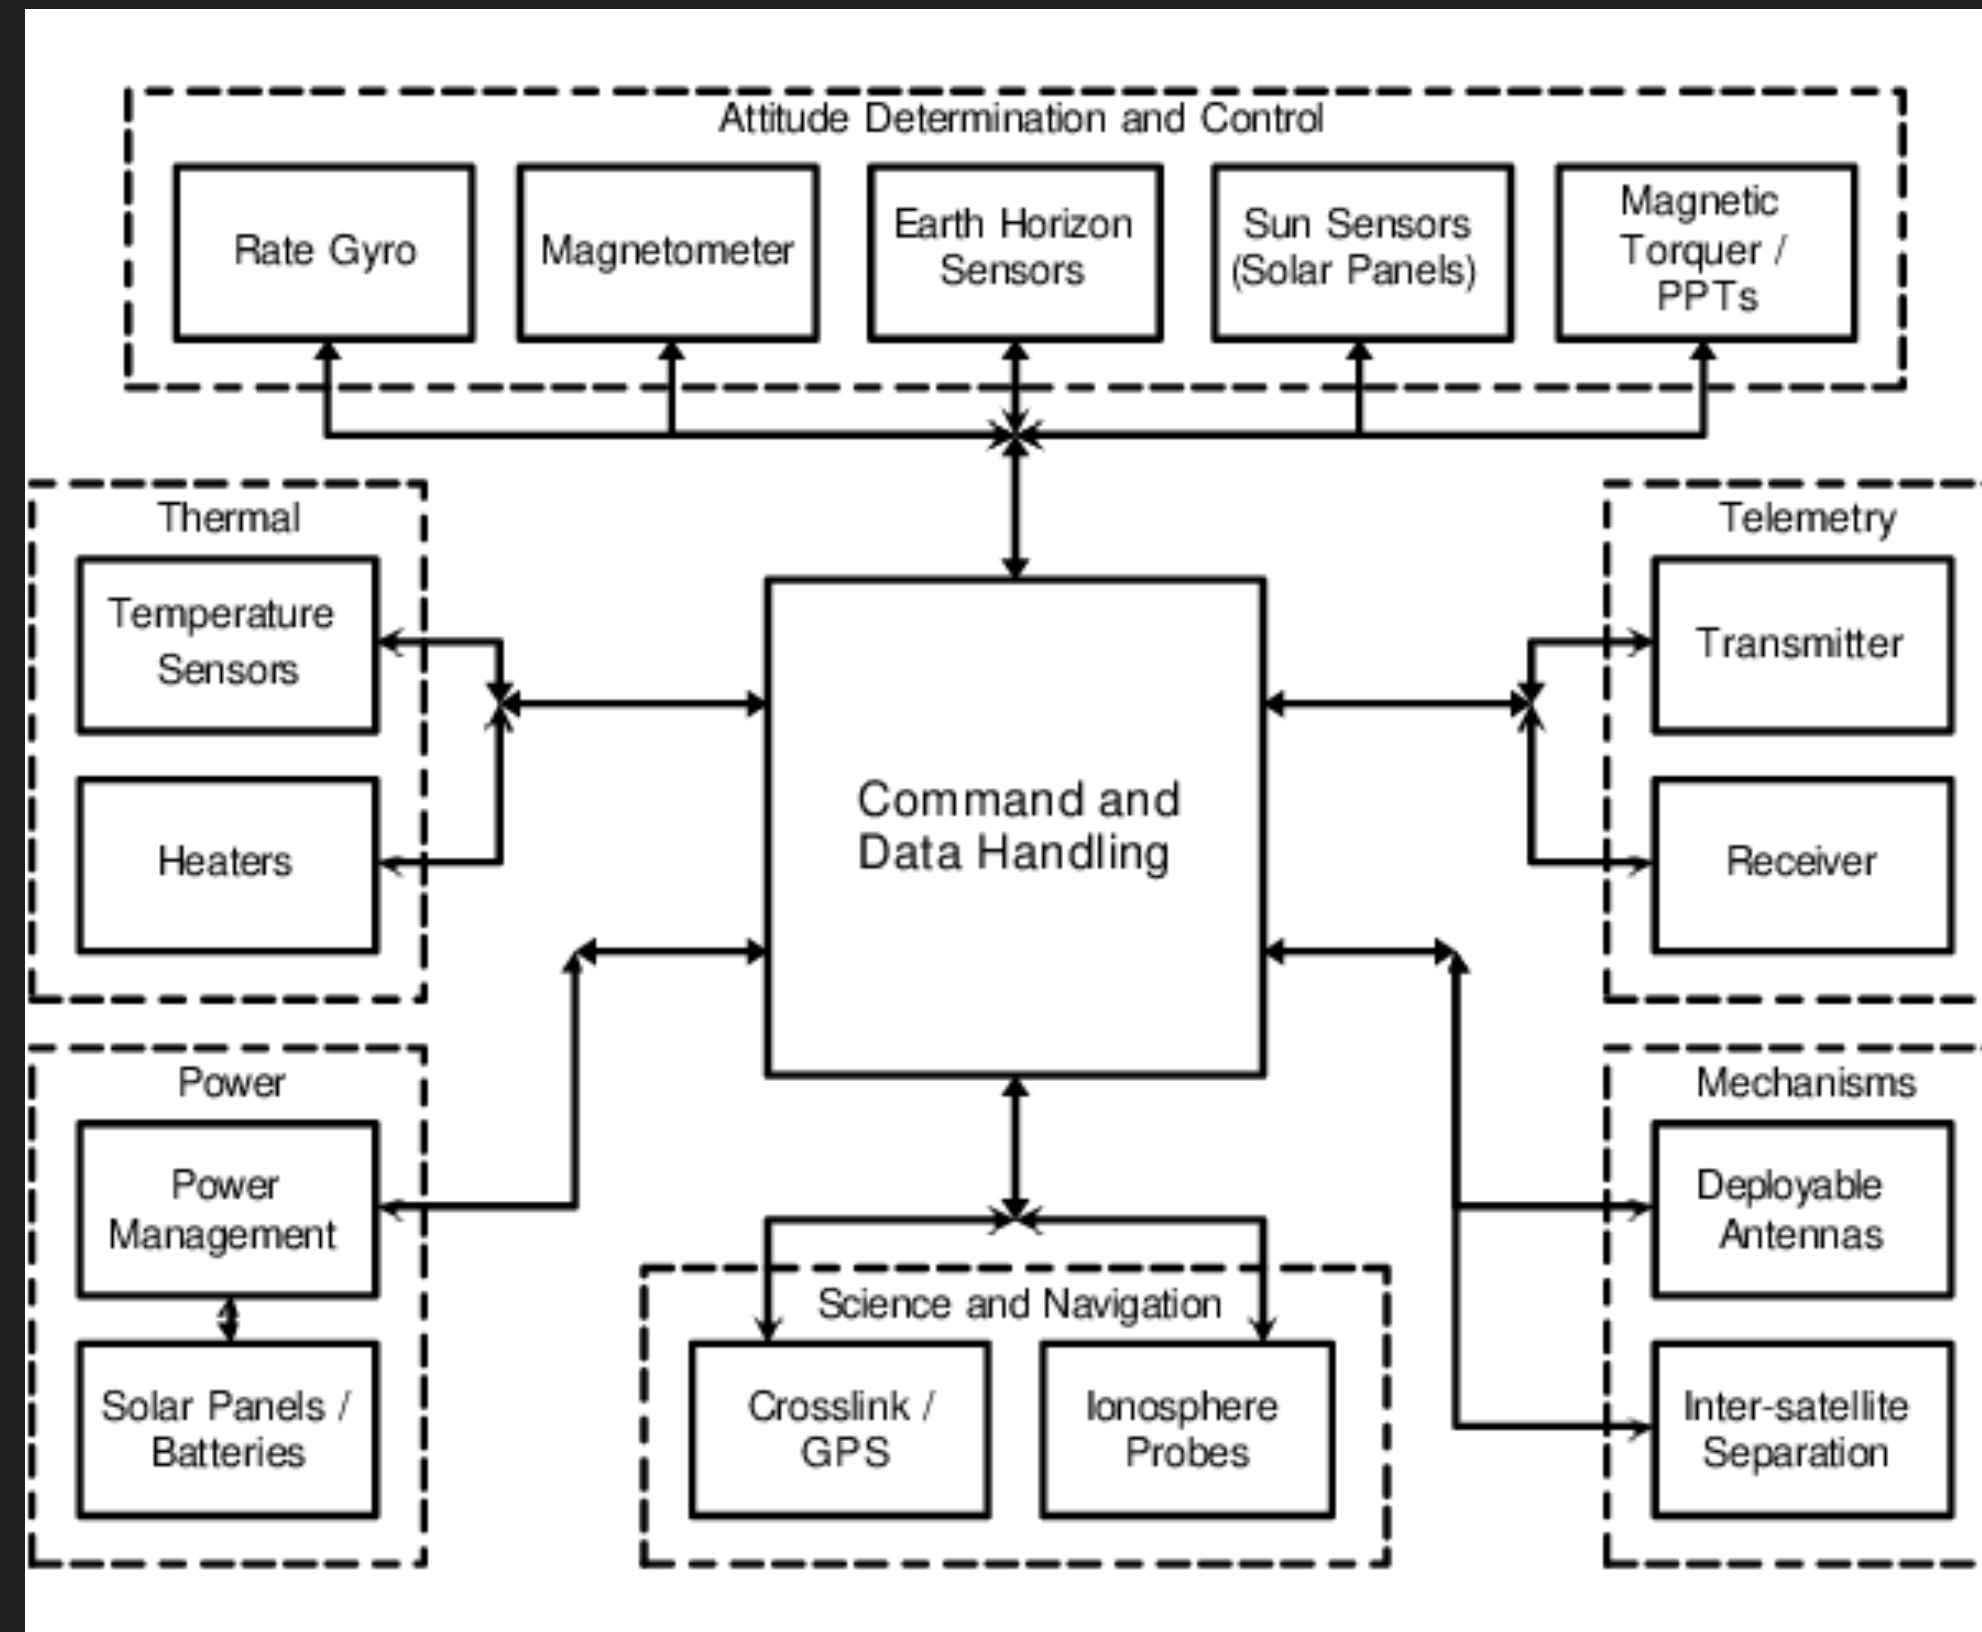 Attitude Determination and Control
Rate Gyro
Magnetometer
Earth Horizon
Sensors
Sun Sensors
(Solar Panels)
Magnetic
Torquer /
PPTs
Thermal
Temperature
Sensors
Heaters
Telemetry
Transmitter
Receiver
Command and
Data Handling
Power
Power
Management
Solar Panels /
Batteries
Science and Navigation
Crosslink /
GPS
Ionosphere
Probes
Mechanisms
Deployable
Antennas
Inter-satellite
Separation